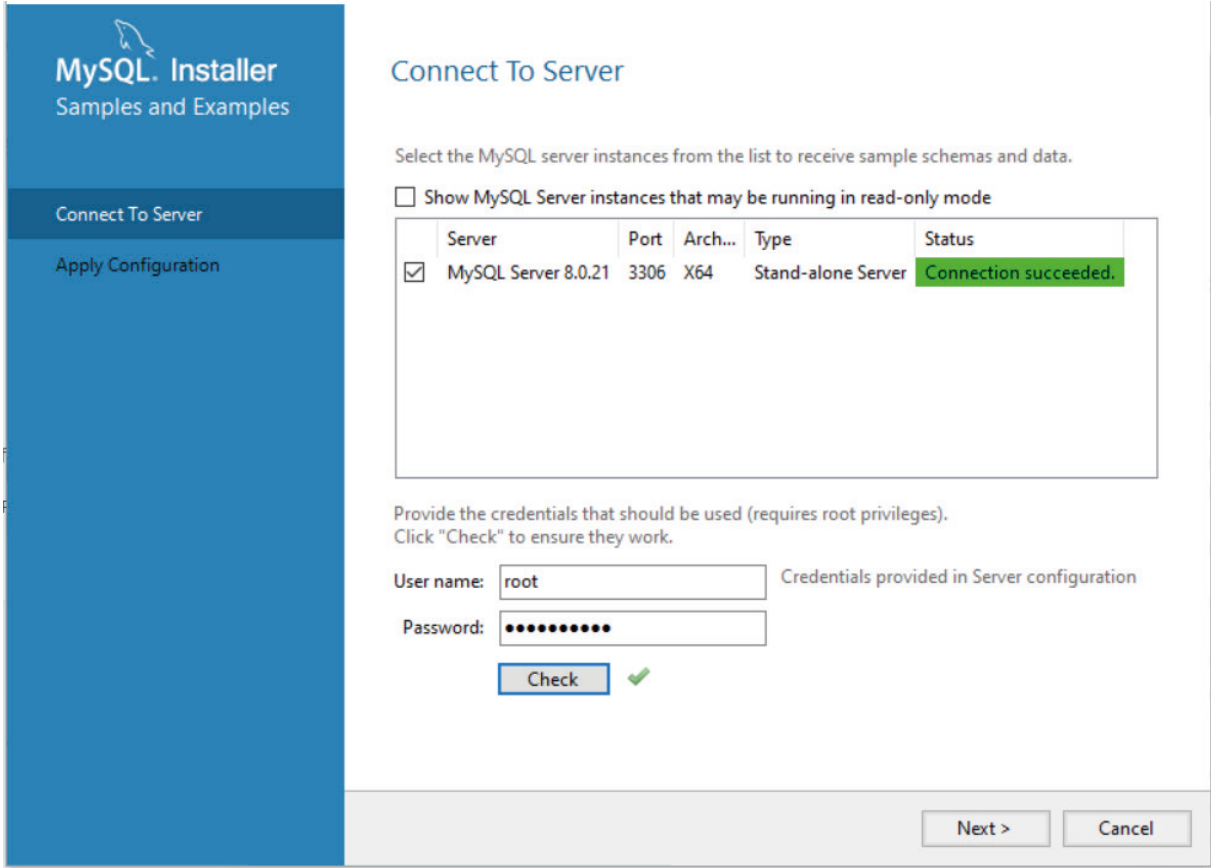 MySQL. Installer
Samples and Examples
Connect To Server
Apply Configuration
Connect To Server
Select the MySQL server instances from the list to receive sample schemas and data.
Show MySQL Server instances that may be running in read-only mode
Server Port Arch... Type Status
MySQL Server 8.0.21 3306 X64 Stand-alone Server Connection succeeded.
Provide the credentials that should be used (requires root privileges).
Click "Check" to ensure they work.
User name: root Credentials provided in Server configuration
Password: ●●●●●●●●●●
Check
Next > Cancel